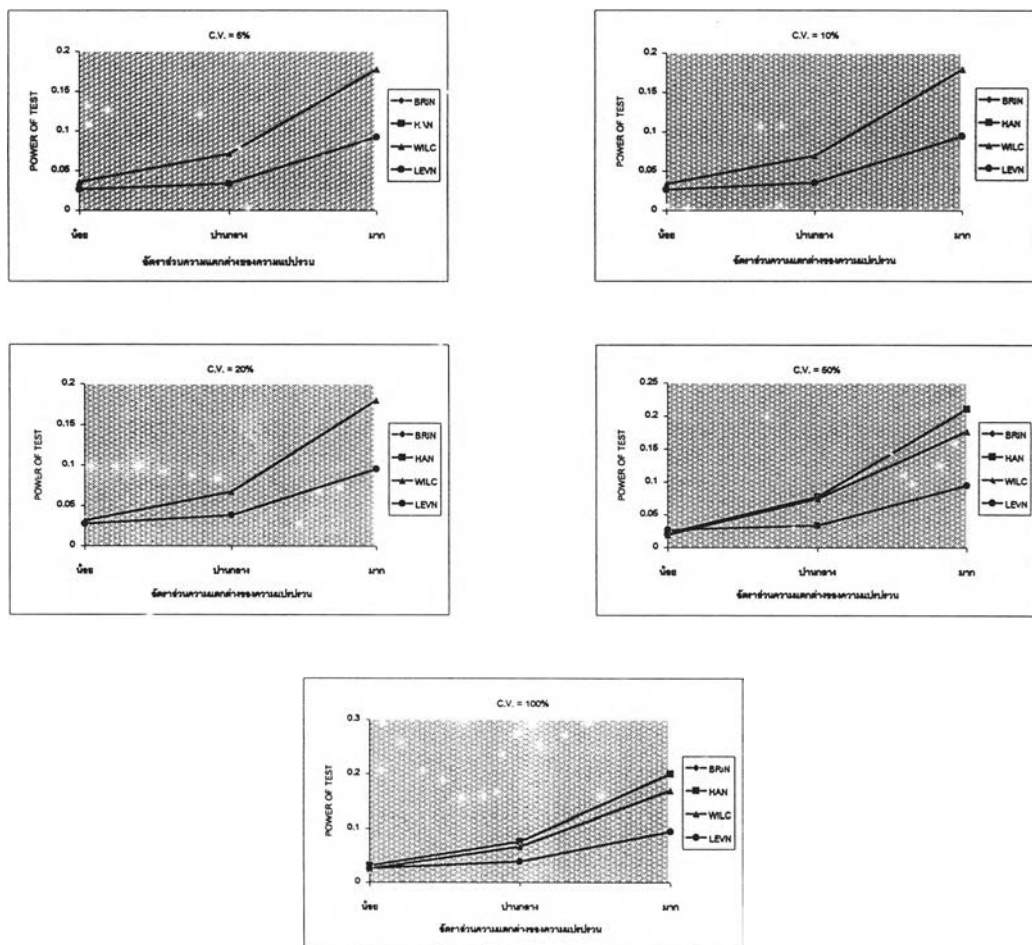 C.V. = 5%
POWER OF TEST
0.2
0.15
0.1
0.05
0
น้อย ปานกลาง มาก
อัตราส่วนความแตกต่างของความแปรปรวน
BRIN
HAN
WILC
LEVN
C.V. = 10%
POWER OF TEST
0.2
0.15
0.1
0.05
0
น้อย ปานกลาง มาก
อัตราส่วนความแตกต่างของความแปรปรวน
BRIN
HAN
WILC
LEVN
C.V. = 20%
POWER OF TEST
0.2
0.15
0.1
0.05
0
น้อย ปานกลาง มาก
อัตราส่วนความแตกต่างของความแปรปรวน
BRIN
HAN
WILC
LEVN
C.V. = 50%
POWER OF TEST
0.25
0.2
0.15
0.1
0.05
0
น้อย ปานกลาง มาก
อัตราส่วนความแตกต่างของความแปรปรวน
BRIN
HAN
WILC
LEVN
C.V. = 100%
POWER OF TEST
0.3
0.2
0.1
0
น้อย ปานกลาง มาก
อัตราส่วนความแตกต่างของความแปรปรวน
BRIN
HAN
WILC
LEVN